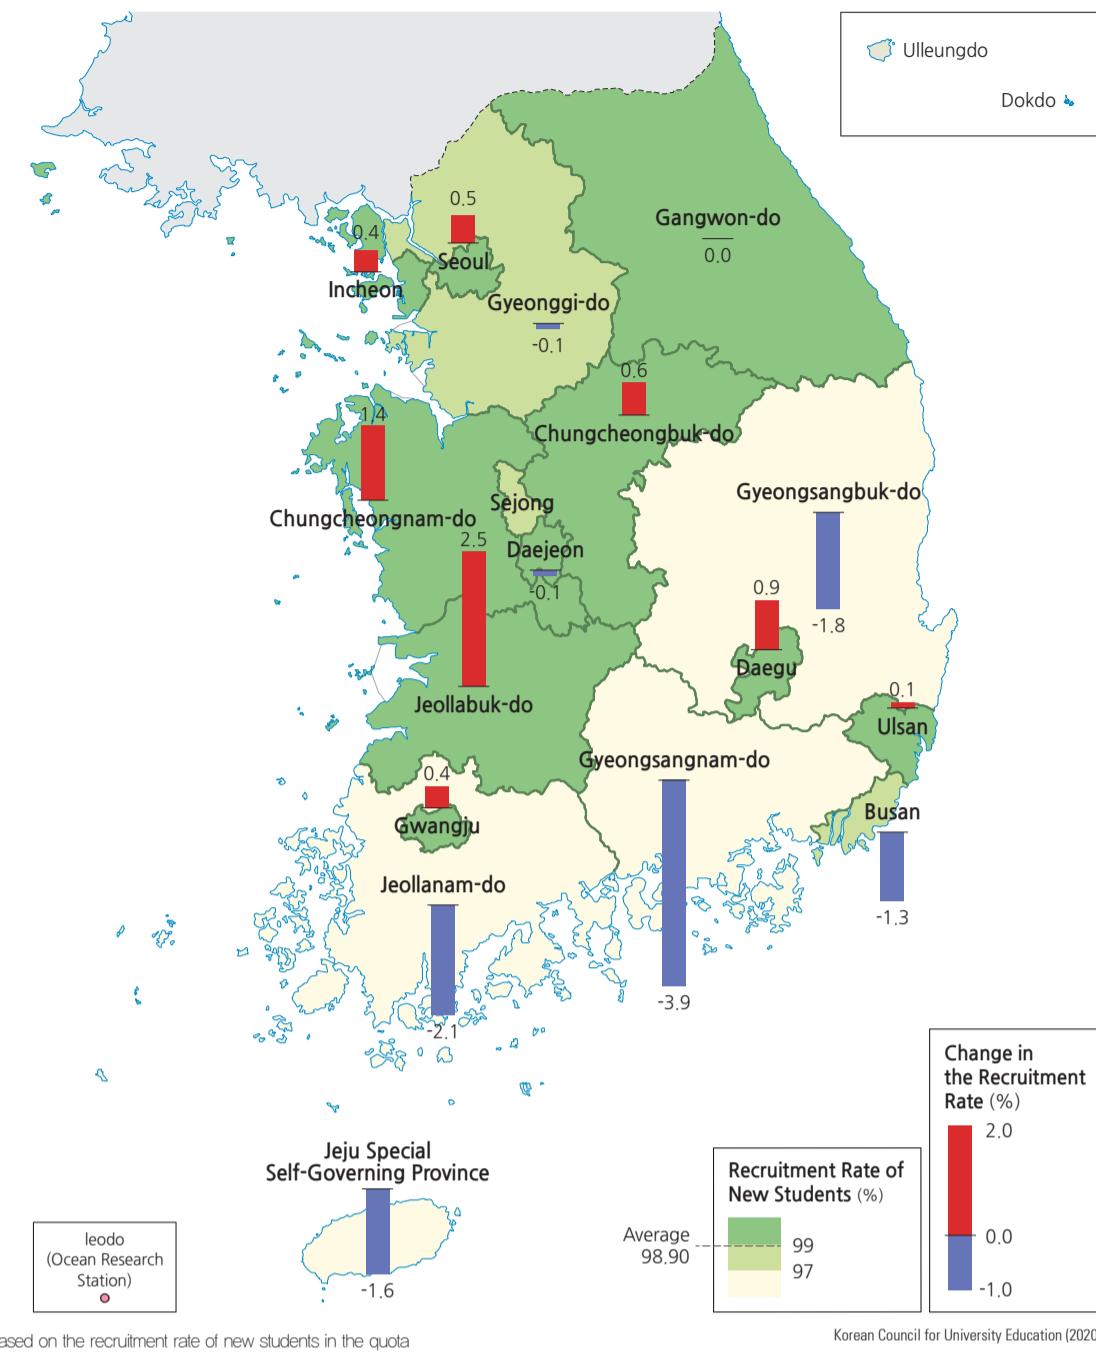 Ulleungdo
Dokdo
0.5
Gangwon-do
0.0
0.4
Seoul
Incheon
Gyeonggi-do
-0.1
0.6
1.4
Chungcheongbuk-do
Gyeongsangbuk-do
Sejong
Chungcheongnam-do
2.5
Daejeon
-0.1
0.9
-1.8
Daegu
0.1
Jeollabuk-do
Ulsan
Gyeongsangnam-do
0.4
Gwangju
Busan
Jeollanam-do
-1.3
-3.9
-2.1
Jeju Special
Self-Governing Province
-1.6
Ieodo
(Ocean Research
Station)
Average
98.90
Recruitment Rate of
New Students (%)
99
97
Change in
the Recruitment
Rate (%)
2.0
0.0
-1.0
ased on the recruitment rate of new students in the quota
Korean Council for University Education (2020